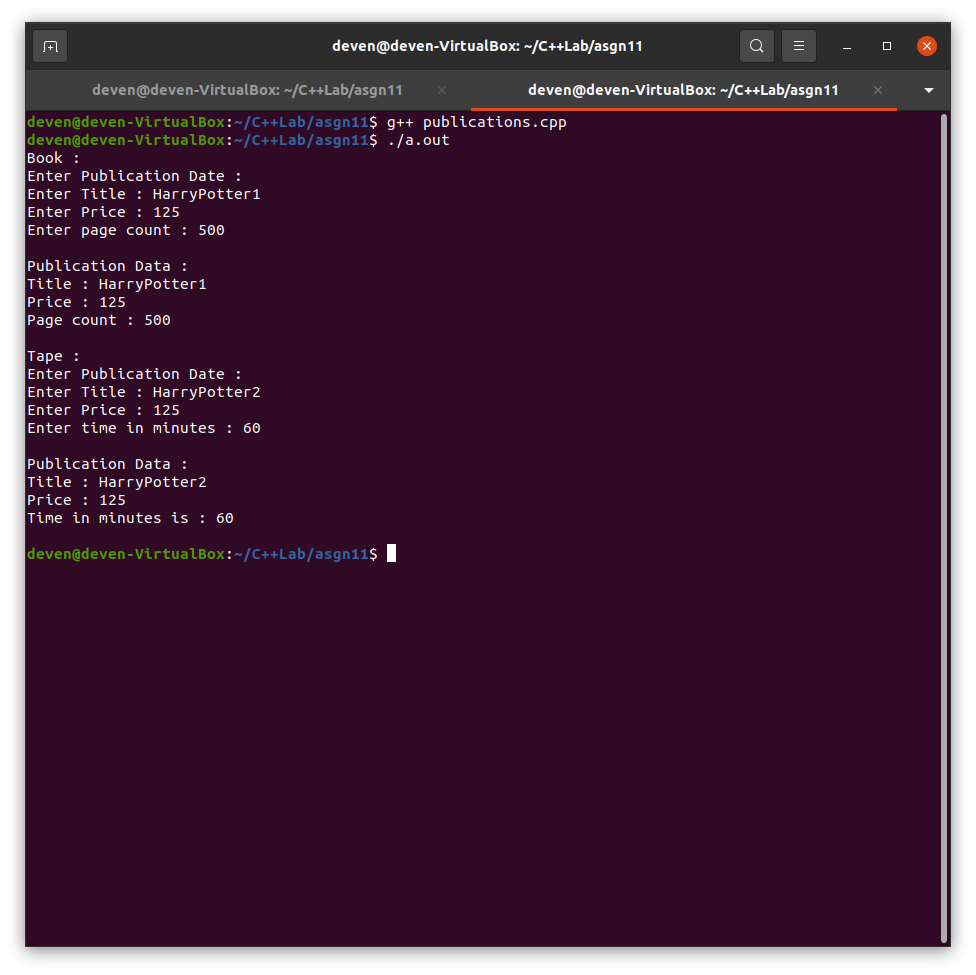 deven@deven-VirtualBox: ~/C++Lab/asgn11
deven@deven-VirtualBox: ~/C++Lab/asgn11
deven@deven-VirtualBox: ~/C++Lab/asgn11
deven@deven-VirtualBox:~/C++Lab/asgn11$ g++ publications.cpp
deven@deven-VirtualBox:~/C++Lab/asgn11$ ./a.out
Book :
Enter Publication Date :
Enter Title : HarryPotter1
Enter Price : 125
Enter page count : 500

Publication Data :
Title : HarryPotter1
Price : 125
Page count : 500

Tape :
Enter Publication Date :
Enter Title : HarryPotter2
Enter Price : 125
Enter time in minutes : 60

Publication Data :
Title : HarryPotter2
Price : 125
Time in minutes is : 60

deven@deven-VirtualBox:~/C++Lab/asgn11$